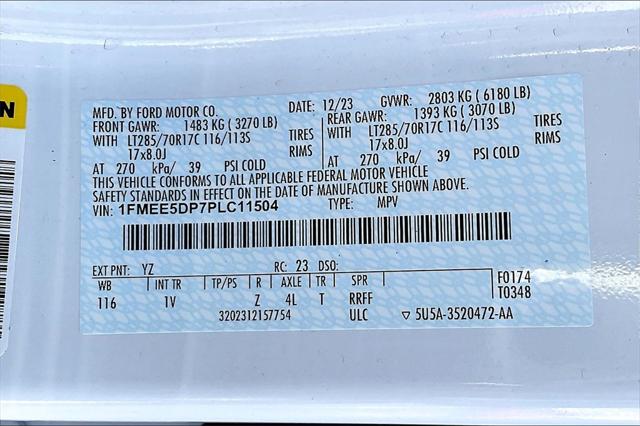 N
MFG. BY FORD MOTOR CO. DATE: 12/23 GVWR: 2803 KG ( 6180 LB)
FRONT GAWR: 1483 KG ( 3270 LB) REAR GAWR: 1393 KG ( 3070 LB)
WITH LT285/70R17C 116/113S TIRES WITH LT285/70R17C 116/113S TIRES
17x8.0J RIMS 17x8.0J RIMS
AT 270 kPa/ 39 PSI COLD AT 270 kPa/ 39 PSI COLD
THIS VEHICLE CONFORMS TO ALL APPLICABLE FEDERAL MOTOR VEHICLE
SAFETY STANDARDS IN EFFECT ON THE DATE OF MANUFACTURE SHOWN ABOVE.
VIN: 1FMEE5DP7PLC11504 TYPE: MPV
EXT PNT: YZ RC: 23 DSO:
WB INT TR TP/PS R AXLE TR SPR F0174
116 1V Z 4L T RRFF T0348
3202312157754 ULC ▽ 5U5A-3520472-AA